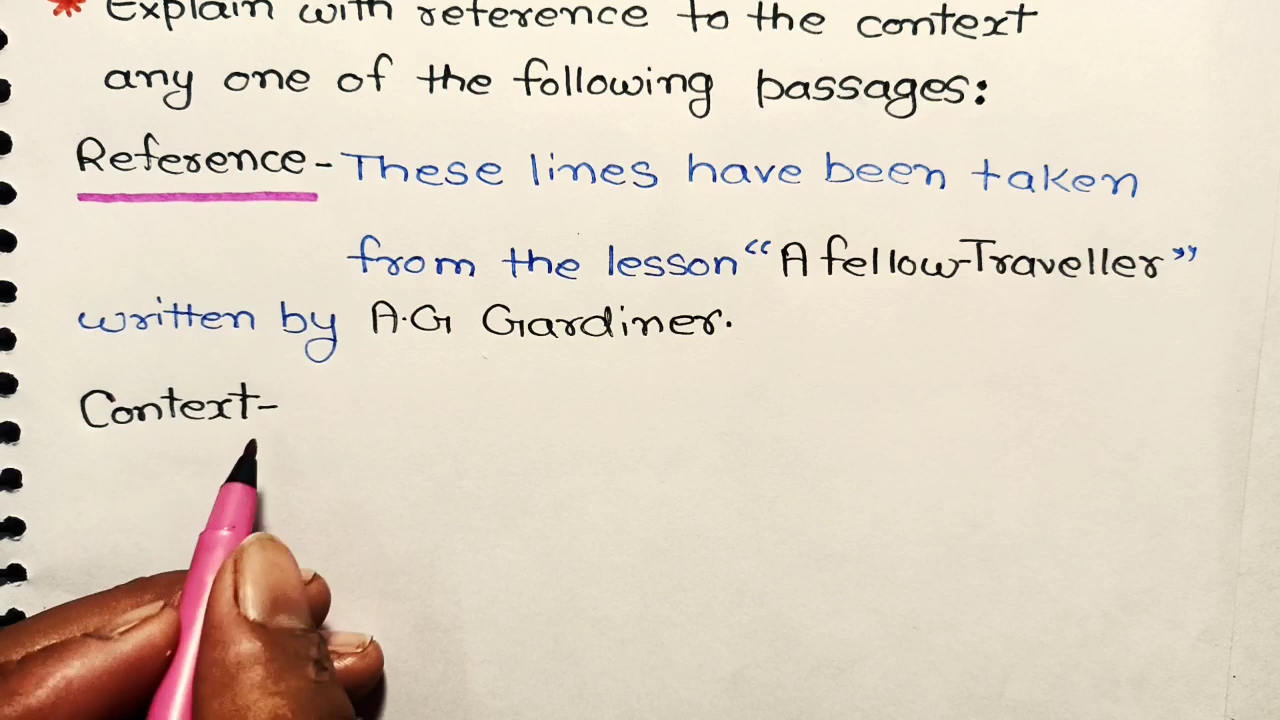 Explain with reference to the context
any one of the following passages:
Reference - These lines have been taken
from the lesson “A fellow-Traveller”
written by A.G Gardiner.
Context-